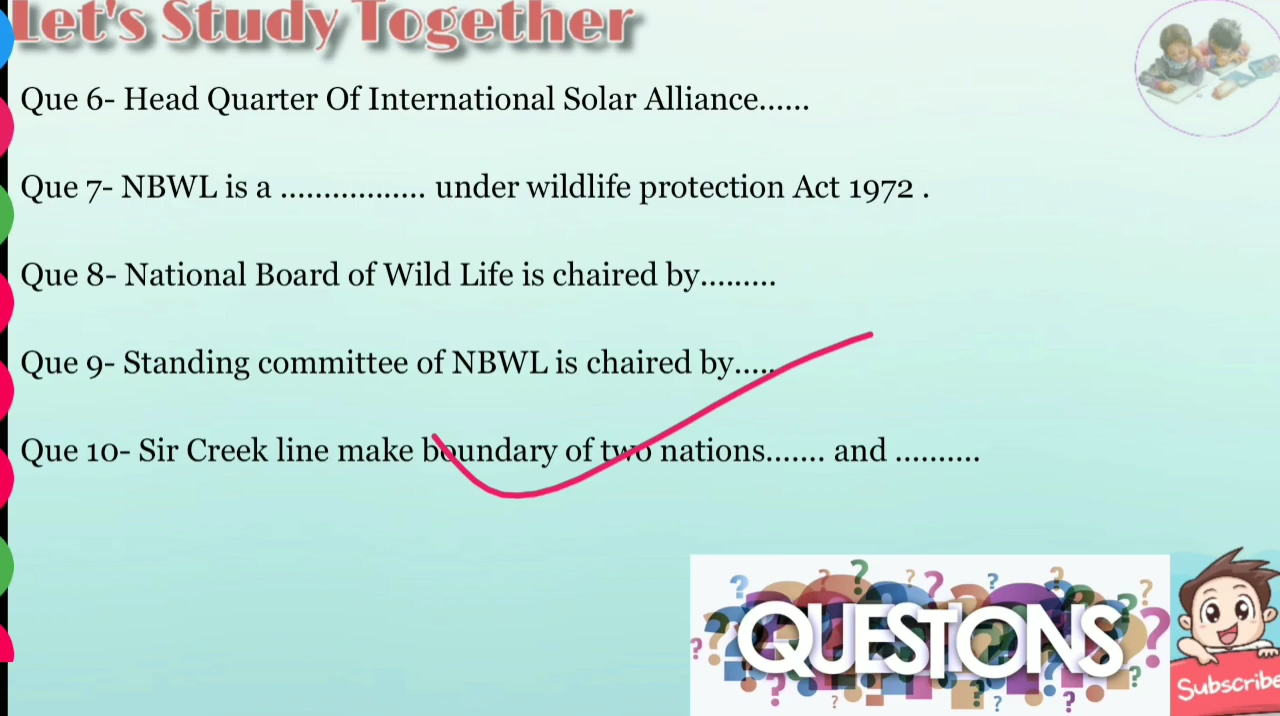 Let's Study Together
Que 6- Head Quarter Of International Solar Alliance......
Que 7- NBWL is a ................. under wildlife protection Act 1972 .
Que 8- National Board of Wild Life is chaired by.........
Que 9- Standing committee of NBWL is chaired by.....
Que 10- Sir Creek line make boundary of two nations....... and ..........
QUESTONS
Subscribe